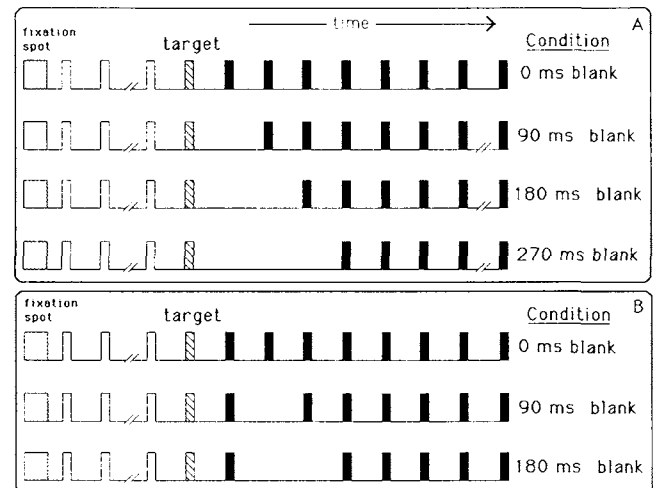 time
A
fixation
spot
target
Condition
0 ms blank
90 ms blank
180 ms blank
270 ms blank
fixation
spot
target
Condition
B
0 ms blank
90 ms blank
180 ms blank